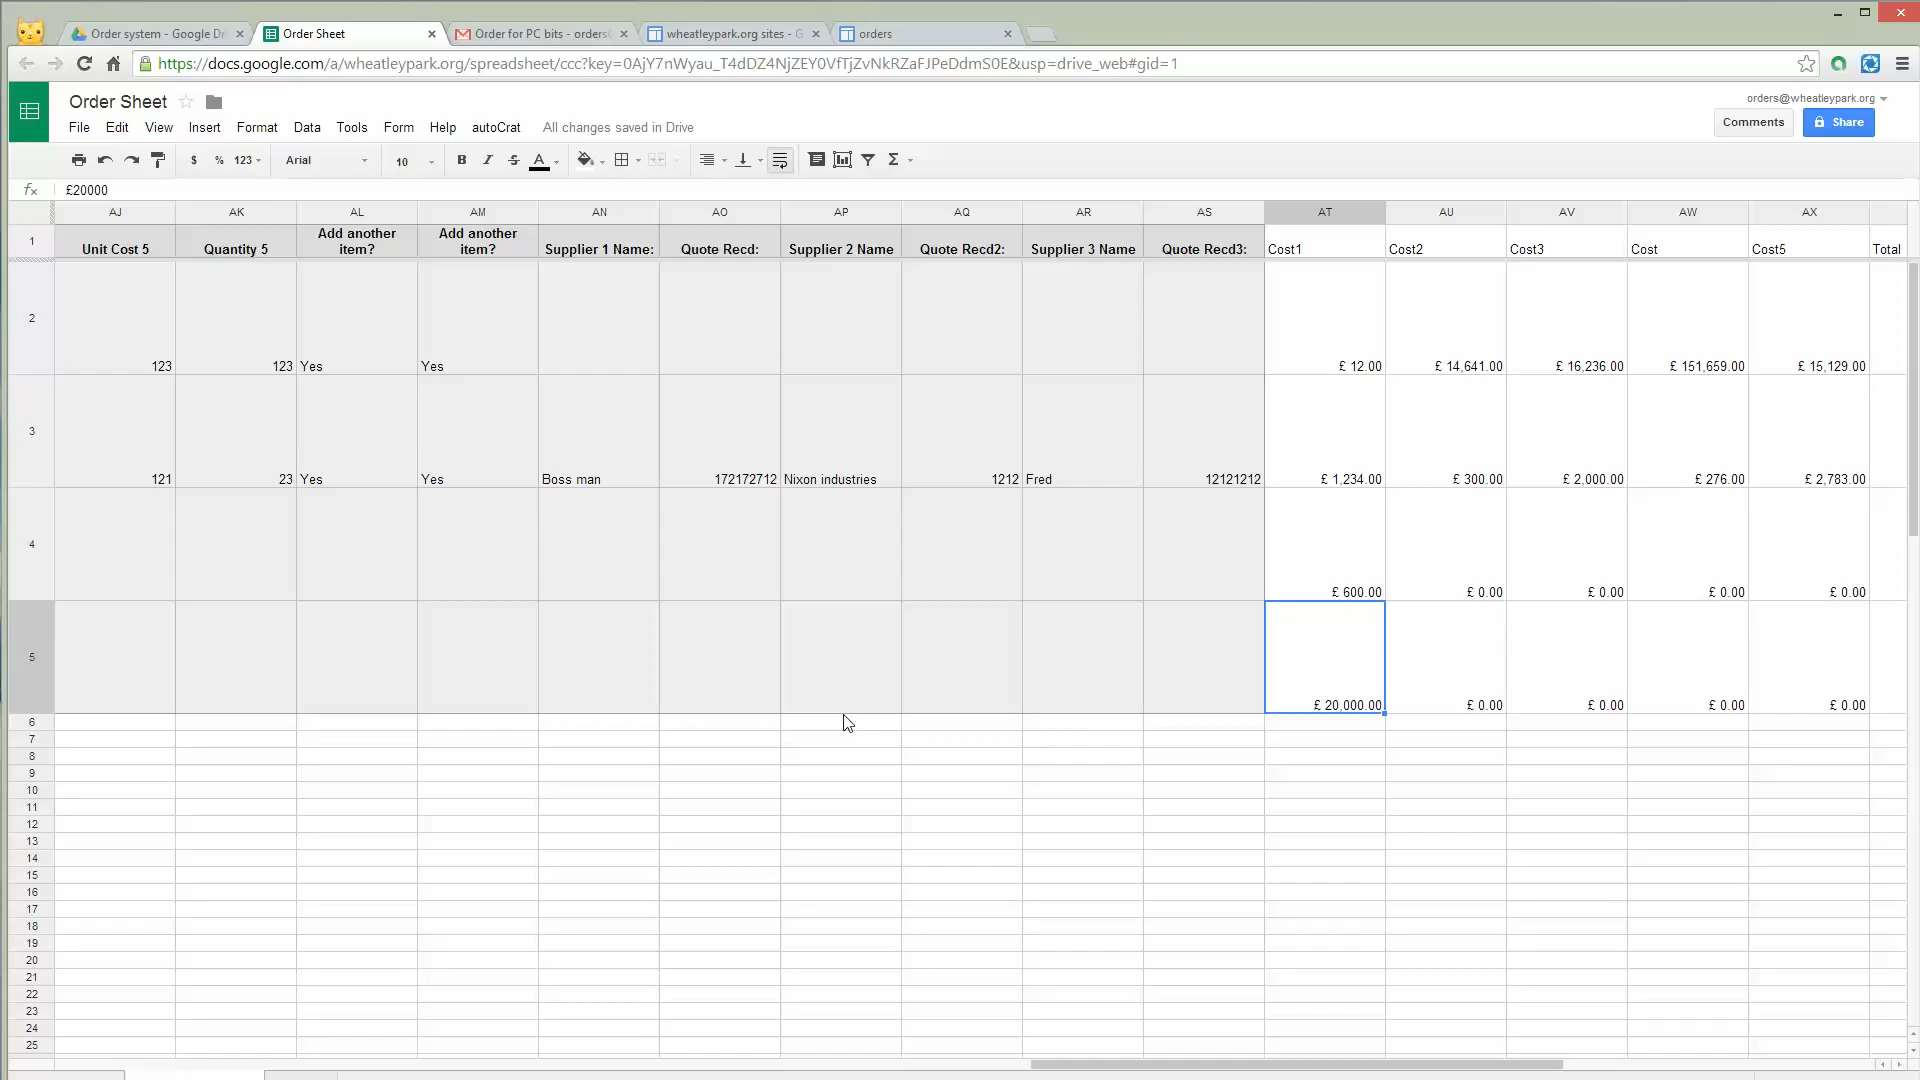 Order system - Google Dri
Order Sheet
Order for PC bits - orders
wheatleypark.org sites - G
orders
https://docs.google.com/a/wheatleypark.org/spreadsheet/ccc?key=0AjY7nWyau_T4dDZ4NjZEY0VfTjZvNkRZaFJPeDdmS0E&usp=drive_web#gid=1
Order Sheet
orders@wheatleypark.org
File Edit View Insert Format Data Tools Form Help autoCrat All changes saved in Drive
Comments Share
$ % 123 Arial 10 B I S A Σ
fx £20000
AJ AK AL AM AN AO AP AQ AR AS AT AU AV AW AX
1 Unit Cost 5 Quantity 5 Add another item? Add another item? Supplier 1 Name: Quote Recd: Supplier 2 Name Quote Recd2: Supplier 3 Name Quote Recd3: Cost1 Cost2 Cost3 Cost Cost5 Total
2 123 123 Yes Yes £ 12.00 £ 14,641.00 £ 16,236.00 £ 151,659.00 £ 15,129.00
3 121 23 Yes Yes Boss man 172172712 Nixon industries 1212 Fred 12121212 £ 1,234.00 £ 300.00 £ 2,000.00 £ 276.00 £ 2,783.00
4 £ 600.00 £ 0.00 £ 0.00 £ 0.00 £ 0.00
5 £ 20,000.00 £ 0.00 £ 0.00 £ 0.00 £ 0.00
6
7
8
9
10
11
12
13
14
15
16
17
18
19
20
21
22
23
24
25